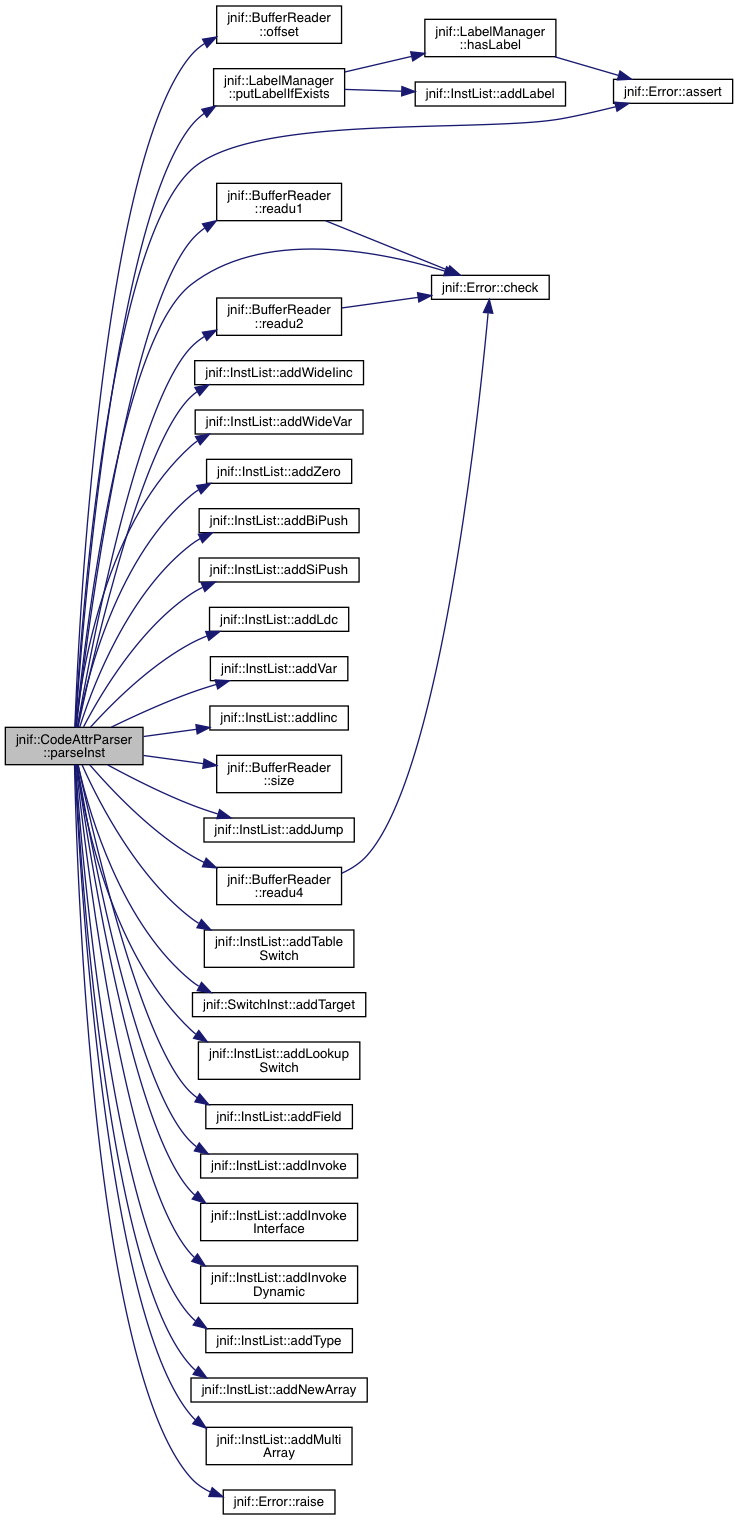 jnif::BufferReader
::offset
jnif::LabelManager
::hasLabel
jnif::LabelManager
::putLabelIfExists
jnif::InstList::addLabel
jnif::Error::assert
jnif::BufferReader
::readu1
jnif::Error::check
jnif::BufferReader
::readu2
jnif::InstList::addWideIinc
jnif::InstList::addWideVar
jnif::InstList::addZero
jnif::InstList::addBiPush
jnif::InstList::addSiPush
jnif::InstList::addLdc
jnif::InstList::addVar
jnif::InstList::addIinc
jnif::CodeAttrParser
::parseInst
jnif::BufferReader
::size
jnif::InstList::addJump
jnif::BufferReader
::readu4
jnif::InstList::addTable
Switch
jnif::SwitchInst::addTarget
jnif::InstList::addLookup
Switch
jnif::InstList::addField
jnif::InstList::addInvoke
jnif::InstList::addInvoke
Interface
jnif::InstList::addInvoke
Dynamic
jnif::InstList::addType
jnif::InstList::addNewArray
jnif::InstList::addMulti
Array
jnif::Error::raise